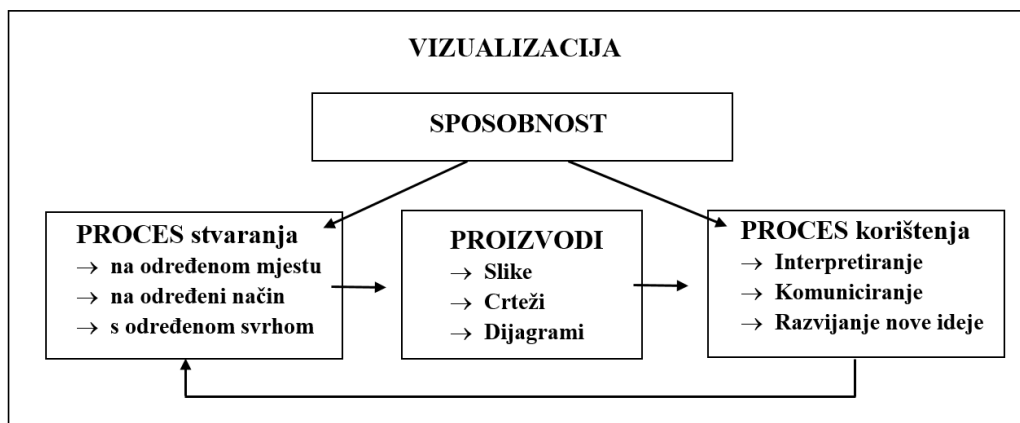 VIZUALIZACIJA
SPOSOBNOST
PROCES stvaranja
→ na određenom mjestu
→ na određeni način
→ s određenom svrhom
PROIZVODI
→ Slike
→ Crteži
→ Dijagrami
PROCES korištenja
→ Interpretiranje
→ Komuniciranje
→ Razvijanje nove ideje